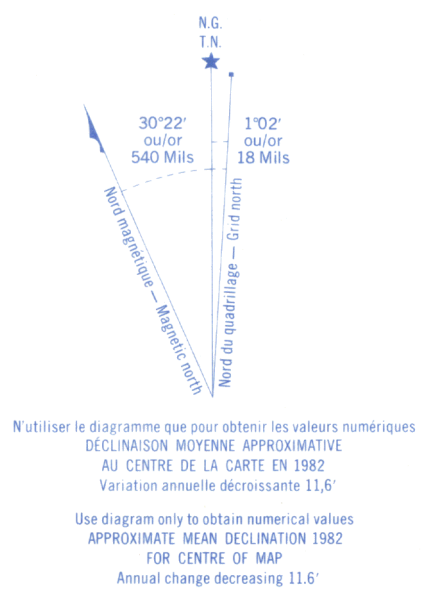 N.G.
T.N.
30°22′
ou/or
540 Mils
1°02′
ou/or
18 Mils
Nord magnétique — Magnetic north
Nord du quadrillage — Grid north
N'utiliser le diagramme que pour obtenir les valeurs numériques
DÉCLINAISON MOYENNE APPROXIMATIVE
AU CENTRE DE LA CARTE EN 1982
Variation annuelle décroissante 11,6′
Use diagram only to obtain numerical values
APPROXIMATE MEAN DECLINATION 1982
FOR CENTRE OF MAP
Annual change decreasing 11.6′